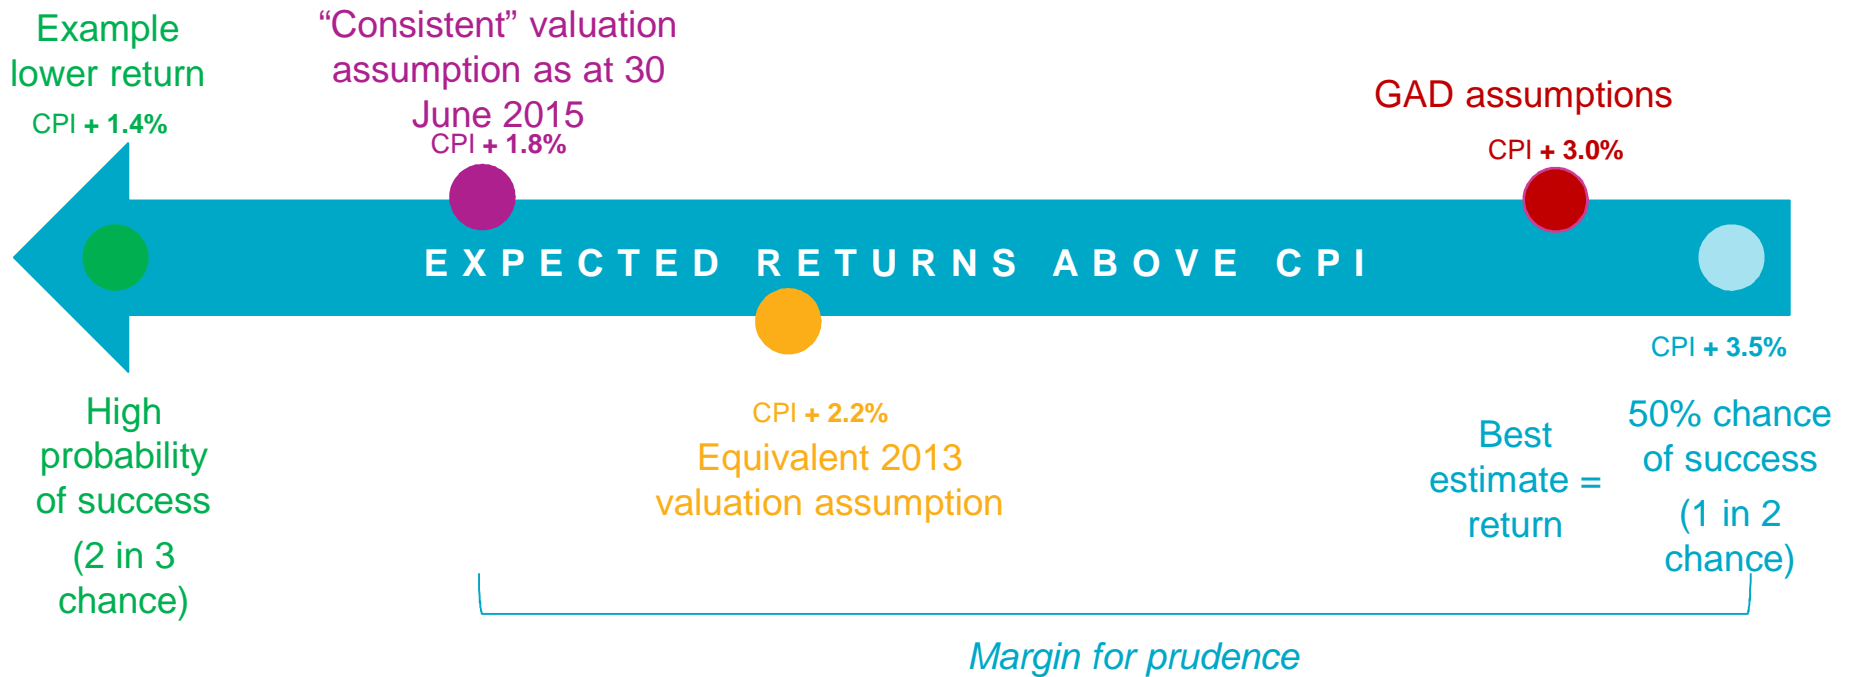 Example
lower return
CPI + 1.4%
“Consistent” valuation
assumption as at 30
June 2015
CPI + 1.8%
GAD assumptions
CPI + 3.0%
EXPECTED RETURNS ABOVE CPI
CPI + 3.5%
High
probability
of success
(2 in 3
chance)
CPI + 2.2%
Equivalent 2013
valuation assumption
Best
estimate =
return
50% chance
of success
(1 in 2
chance)
Margin for prudence